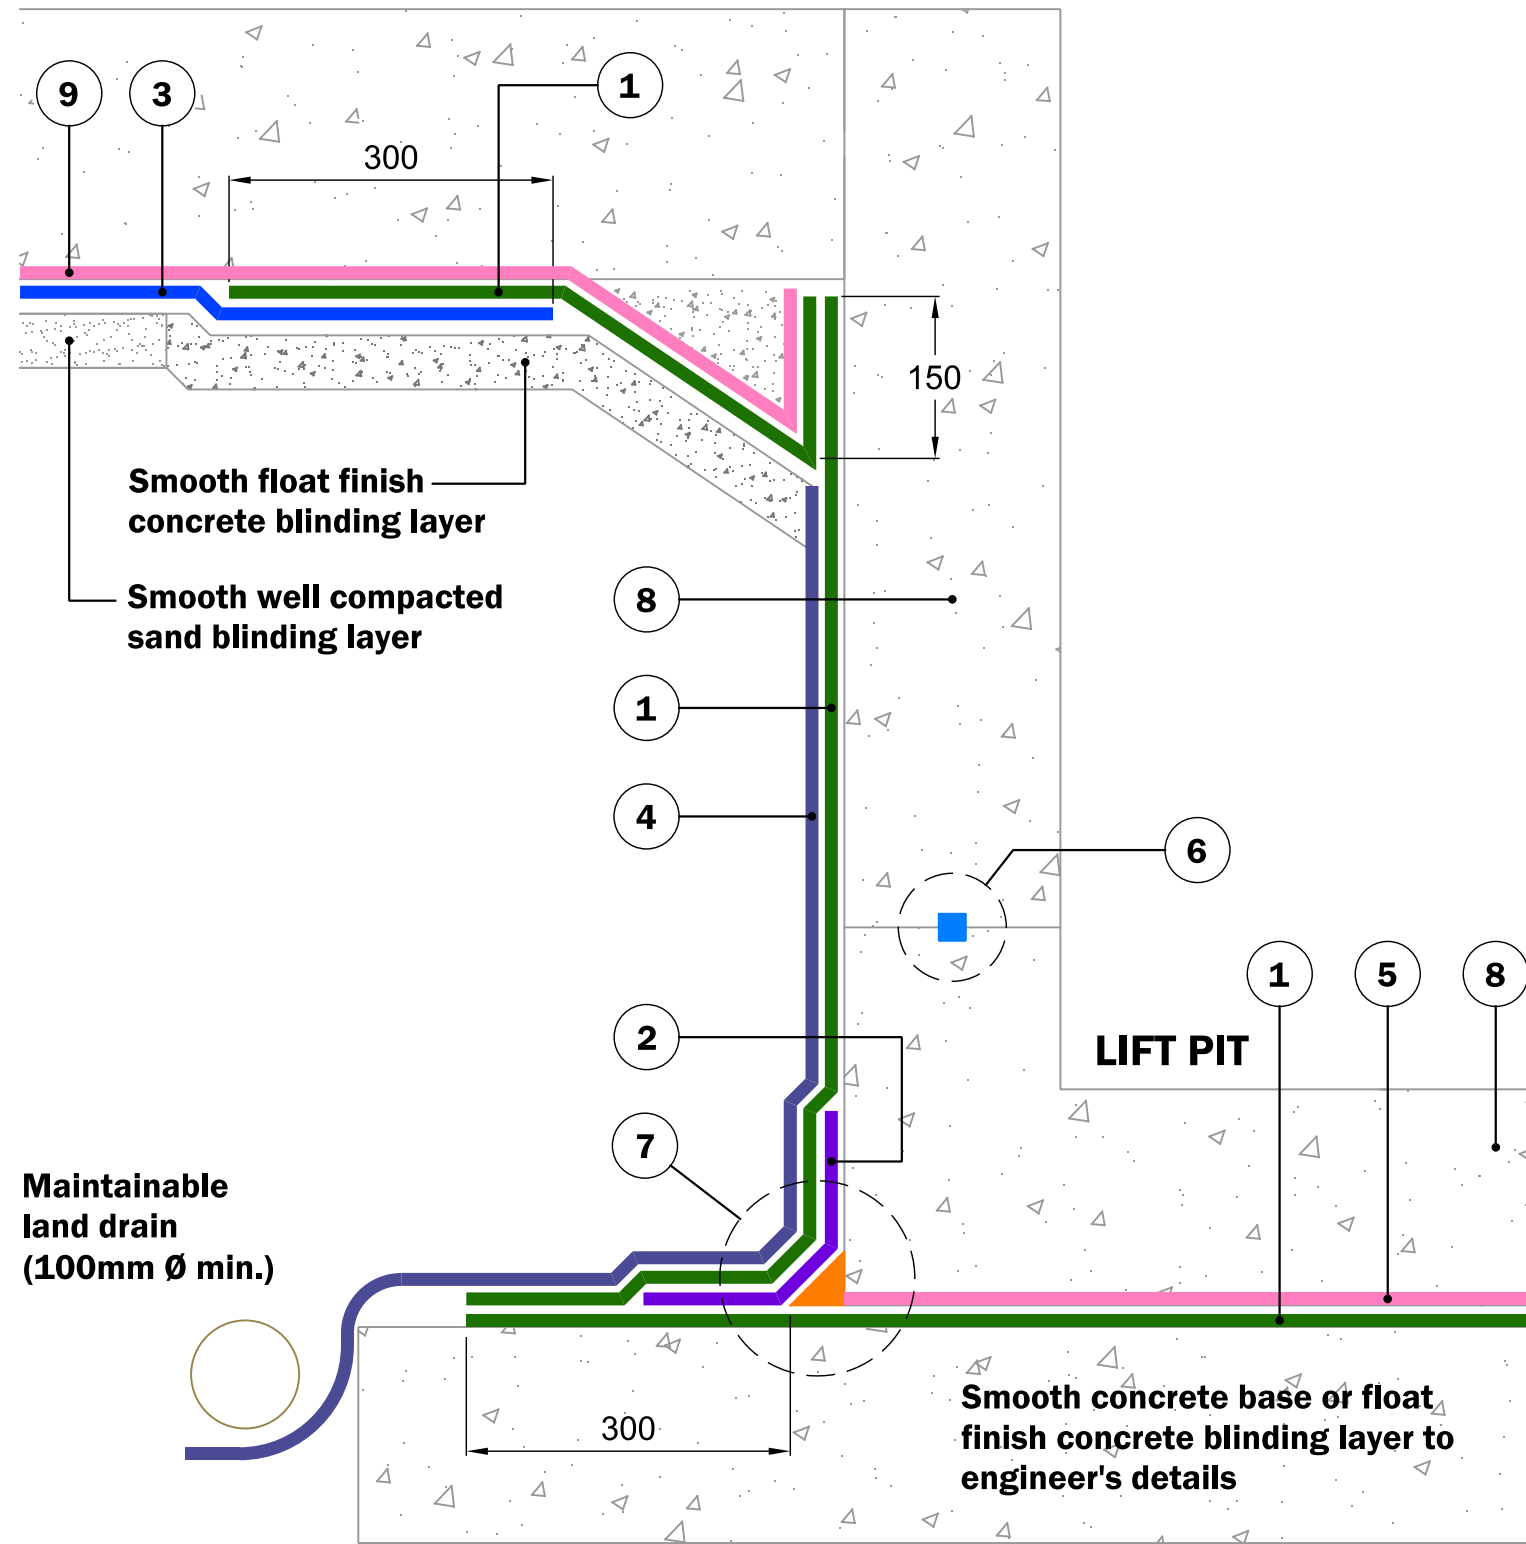 9
3
1
300
150
Smooth float finish
concrete blinding layer
Smooth well compacted
sand blinding layer
8
1
4
6
2
1
5
8
LIFT PIT
7
Maintainable
land drain
(100mm Ø min.)
300
Smooth concrete base or float
finish concrete blinding layer to
engineer's details